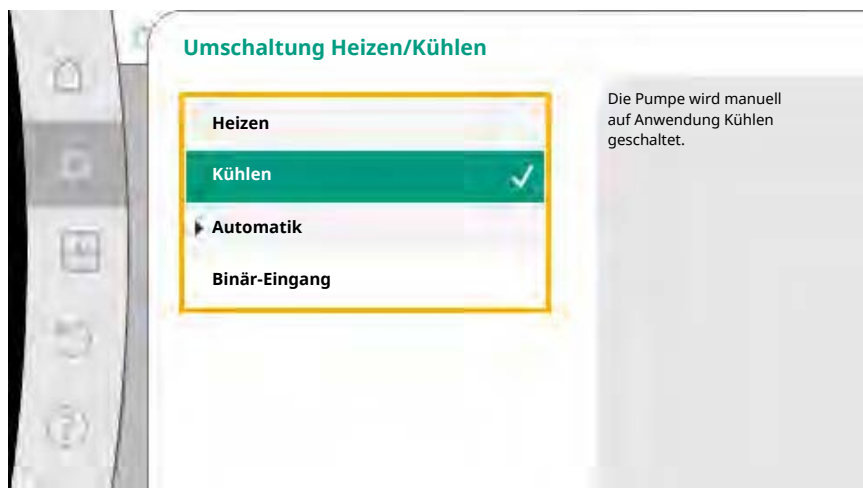 Umschaltung Heizen/Kühlen
Heizen
Kühlen
Automatik
Binär-Eingang
Die Pumpe wird manuell
auf Anwendung Kühlen
geschaltet.